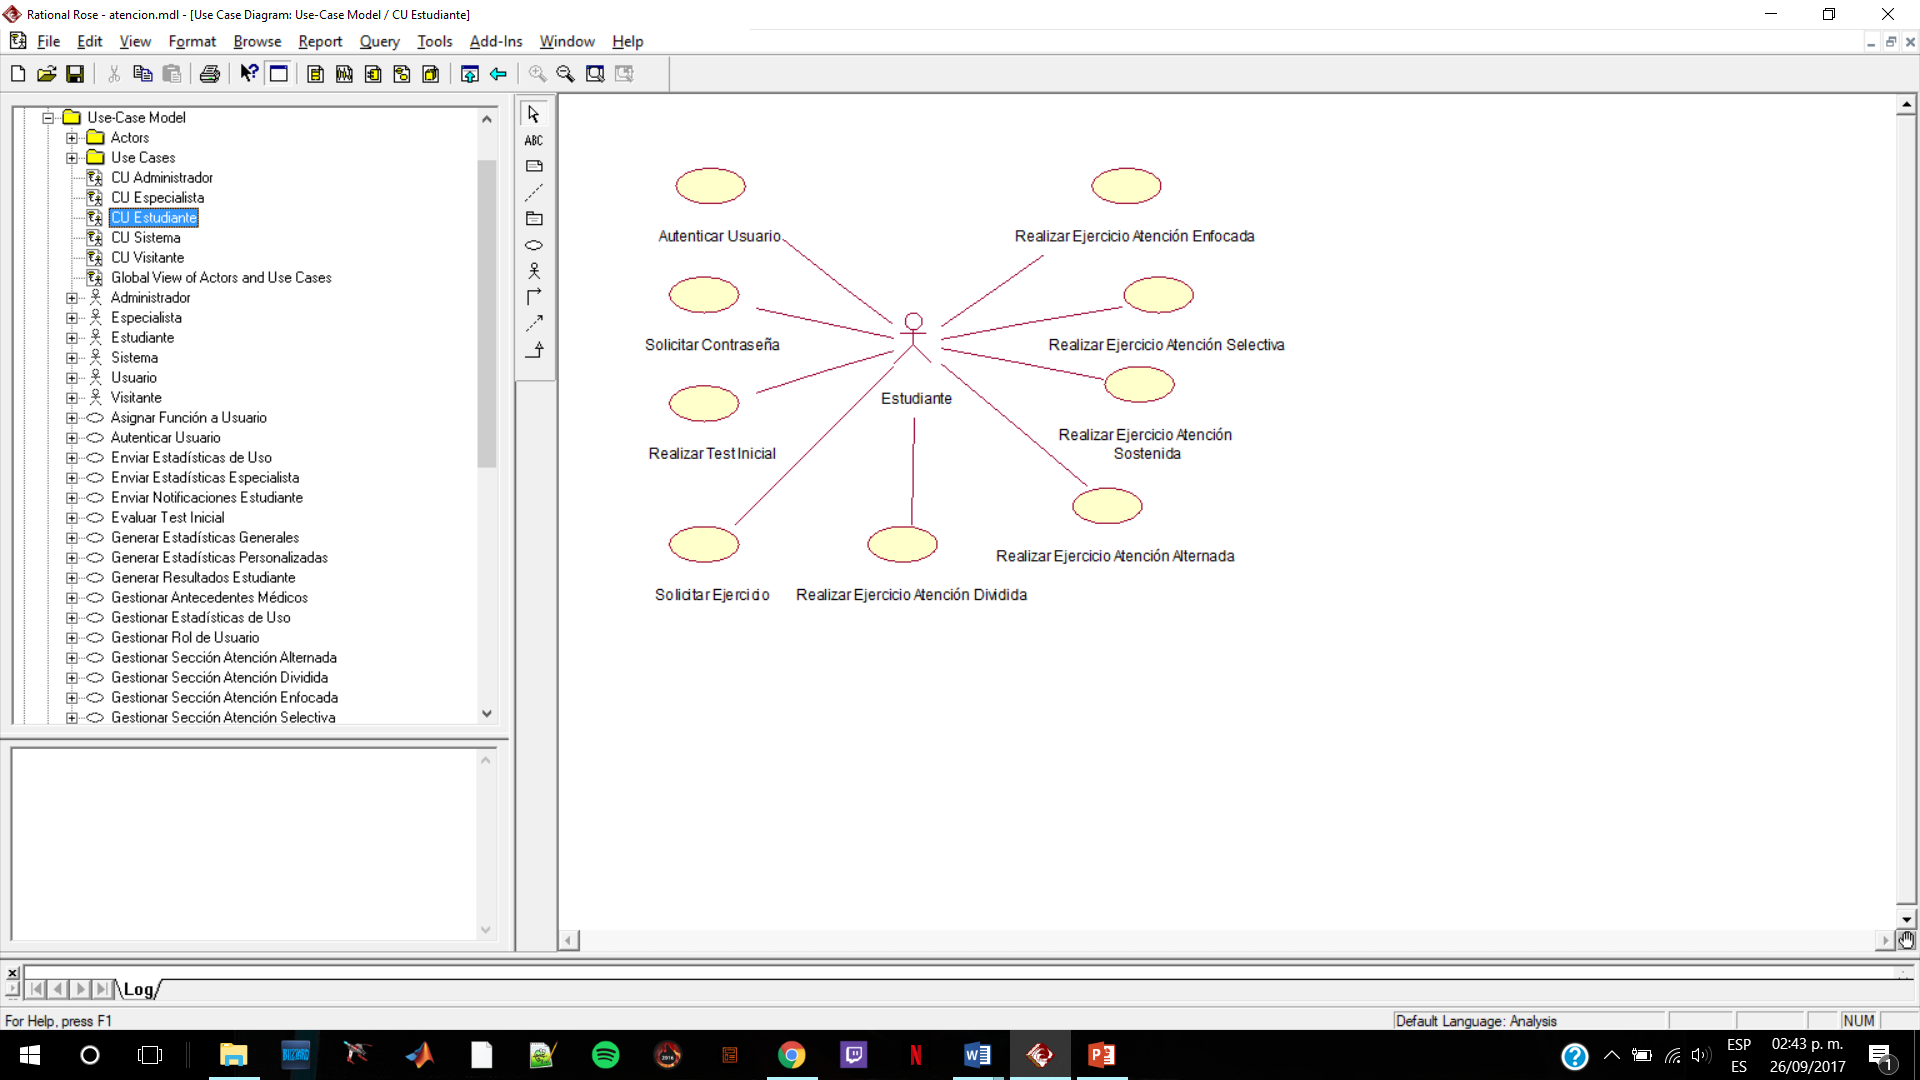 Rational Rose - atencion.mdl - [Use Case Diagram: Use-Case Model / CU Estudiante]
File Edit View Format Browse Report Query Tools Add-Ins Window Help
Use-Case Model
Actors
Use Cases
CU Administrador
CU Especialista
CU Estudiante
CU Sistema
CU Visitante
Global View of Actors and Use Cases
Administrador
Especialista
Estudiante
Sistema
Usuario
Visitante
Asignar Función a Usuario
Autenticar Usuario
Enviar Estadísticas de Uso
Enviar Estadísticas Especialista
Enviar Notificaciones Estudiante
Evaluar Test Inicial
Generar Estadísticas Generales
Generar Estadísticas Personalizadas
Generar Resultados Estudiante
Gestionar Antecedentes Médicos
Gestionar Estadísticas de Uso
Gestionar Rol de Usuario
Gestionar Sección Atención Alternada
Gestionar Sección Atención Dividida
Gestionar Sección Atención Enfocada
Gestionar Sección Atención Selectiva
ABC
Autenticar Usuario
Realizar Ejercicio Atención Enfocada
Solicitar Contraseña
Realizar Ejercicio Atención Selectiva
Estudiante
Realizar Test Inicial
Realizar Ejercicio Atención
Sostenida
Realizar Ejercicio Atención Alternada
Solicitar Ejercicio
Realizar Ejercicio Atención Dividida
Log
For Help, press F1
Default Language: Analysis
NUM
BLIZZARD
ESP
ES
02:43 p. m.
26/09/2017
1